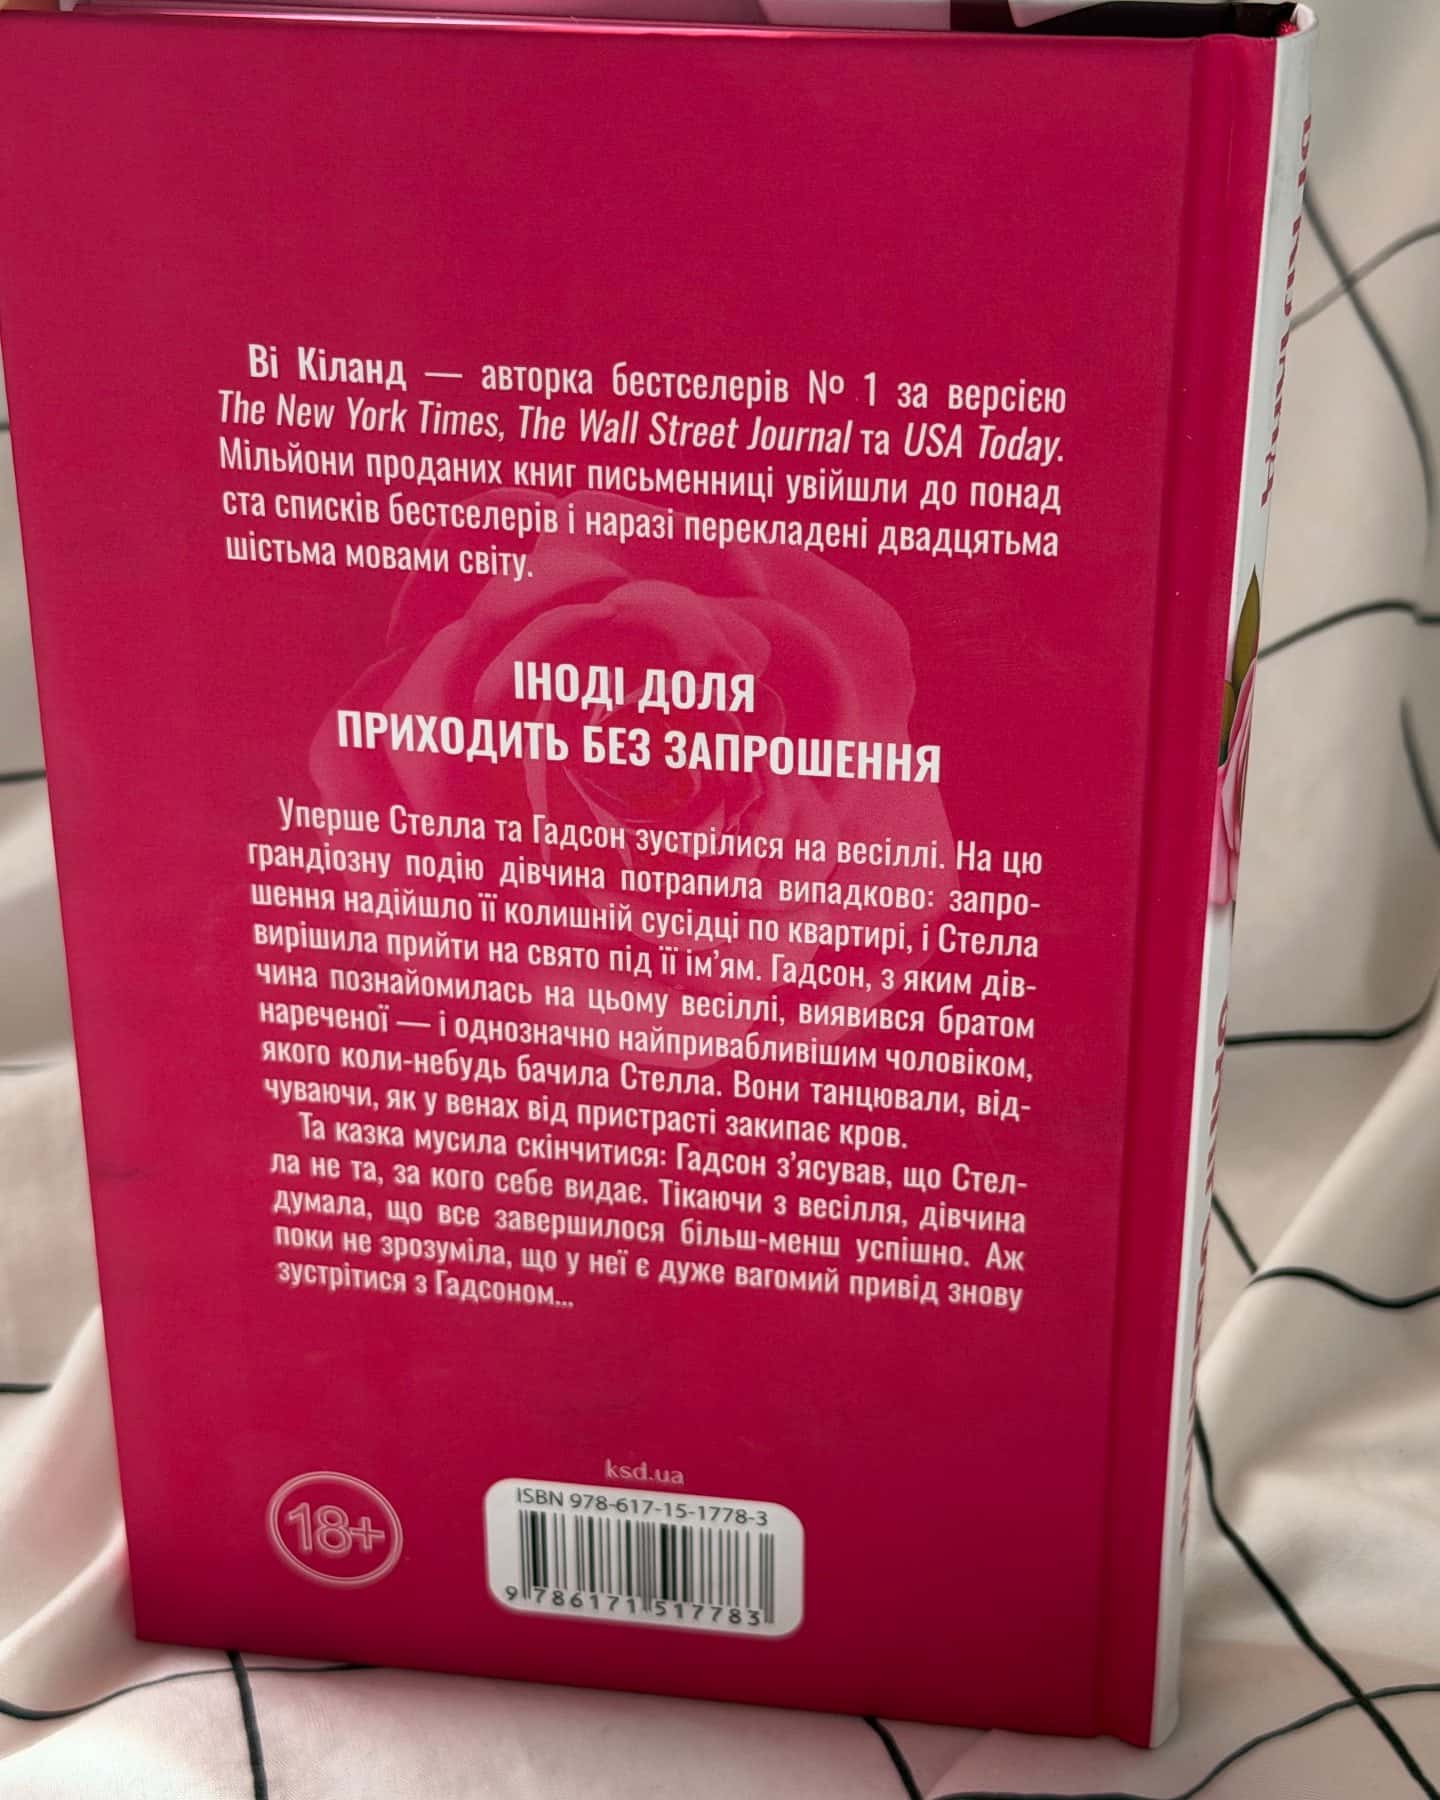 Ві Кіланд — авторка бестселерів № 1 за версією
The New York Times, The Wall Street Journal та USA Today.
Мільйони проданих книг письменниці увійшли до понад
ста списків бестселерів і наразі перекладені двадцятьма
шістьма мовами світу.
ІНОДІ ДОЛЯ
ПРИХОДИТЬ БЕЗ ЗАПРОШЕННЯ
Уперше Стелла та Гадсон зустрілися на весіллі. На цю
грандіозну подію дівчина потрапила випадково: запро-
шення надійшло її колишній сусідці по квартирі, і Стелла
вирішила прийти на свято під її ім’ям. Гадсон, з яким дів-
чина познайомилась на цьому весіллі, виявився братом
нареченої — і однозначно найпривабливішим чоловіком,
якого коли-небудь бачила Стелла. Вони танцювали, від-
чуваючи, як у венах від пристрасті закипає кров.
Та казка мусила скінчитися: Гадсон з’ясував, що Стел-
ла не та, за кого себе видає. Тікаючи з весілля, дівчина
думала, що все завершилося більш-менш успішно. Аж
поки не зрозуміла, що у неї є дуже вагомий привід знову
зустрітися з Гадсоном...
ksd.ua
18+
ISBN 978-617-15-1778-3
9 786171 517783
ВІ КІЛАНД